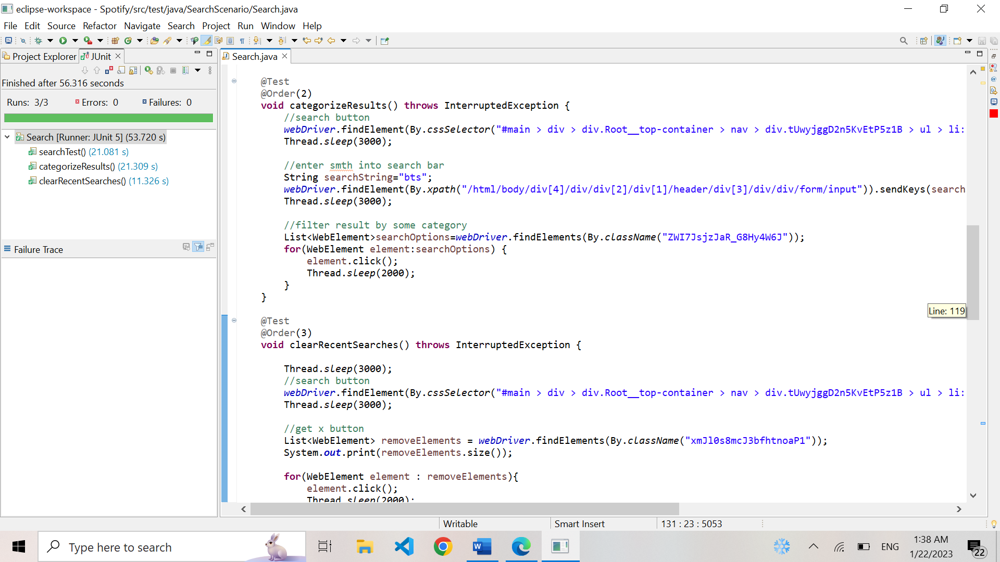 eclipse-workspace - Spotify/src/test/java/SearchScenario/Search.java
File Edit Source Refactor Navigate Search Project Run Window Help
Project Explorer JUnit
Search.java
Finished after 56.316 seconds
Runs: 3/3 Errors: 0 Failures: 0
Search [Runner: JUnit 5] (53.720 s)
searchTest() (21.081 s)
categorizeResults() (21.309 s)
clearRecentSearches() (11.326 s)
Failure Trace
@Test
@Order(2)
void categorizeResults() throws InterruptedException {
//search button
webDriver.findElement(By.cssSelector("#main > div > div.Root__top-container > nav > div.tUwyjggD2n5KvEtP5z1B > ul > li:
Thread.sleep(3000);
//enter smth into search bar
String searchString="bts";
webDriver.findElement(By.xpath("/html/body/div[4]/div/div[2]/div[1]/header/div[3]/div/div/form/input")).sendKeys(search
Thread.sleep(3000);
//filter result by some category
List<WebElement>searchOptions=webDriver.findElements(By.className("ZWI7JsjzJaR_G8Hy4W6J"));
for(WebElement element:searchOptions) {
element.click();
Thread.sleep(2000);
}
}
@Test
@Order(3)
void clearRecentSearches() throws InterruptedException {
Thread.sleep(3000);
//search button
webDriver.findElement(By.cssSelector("#main > div > div.Root__top-container > nav > div.tUwyjggD2n5KvEtP5z1B > ul > li:
Thread.sleep(3000);
//get x button
List<WebElement> removeElements = webDriver.findElements(By.className("xmJl0s8mcJ3bfhtnoaP1"));
System.out.print(removeElements.size());
for(WebElement element : removeElements){
element.click();
Thread.sleep(2000);
Line: 119
Writable Smart Insert 131 : 23 : 5053
Type here to search
ENG
1:38 AM
1/22/2023
22